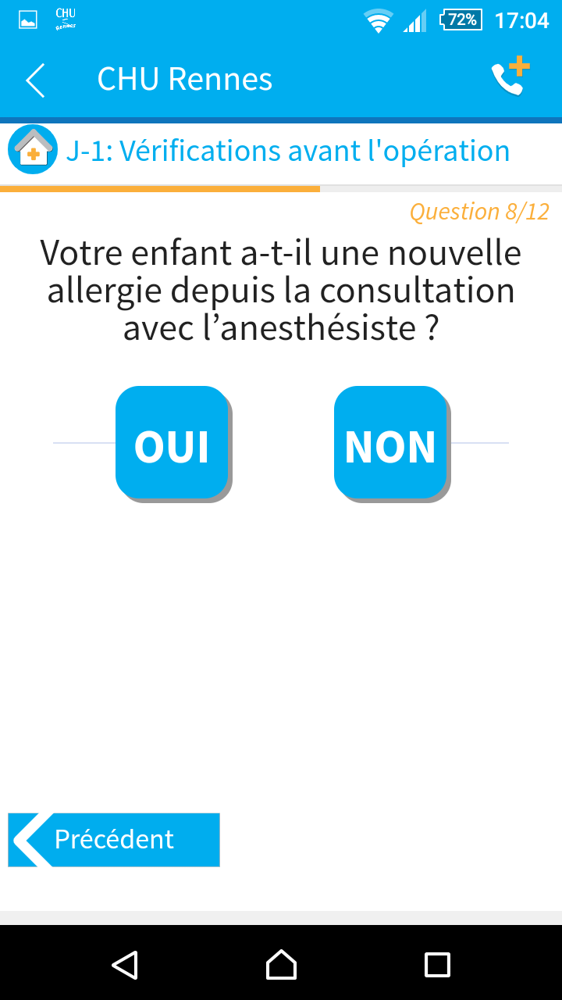 CHU
Rennes
72%
17:04
CHU Rennes
J-1: Vérifications avant l'opération
Question 8/12
Votre enfant a-t-il une nouvelle
allergie depuis la consultation
avec l’anesthésiste ?
OUI
NON
Précédent